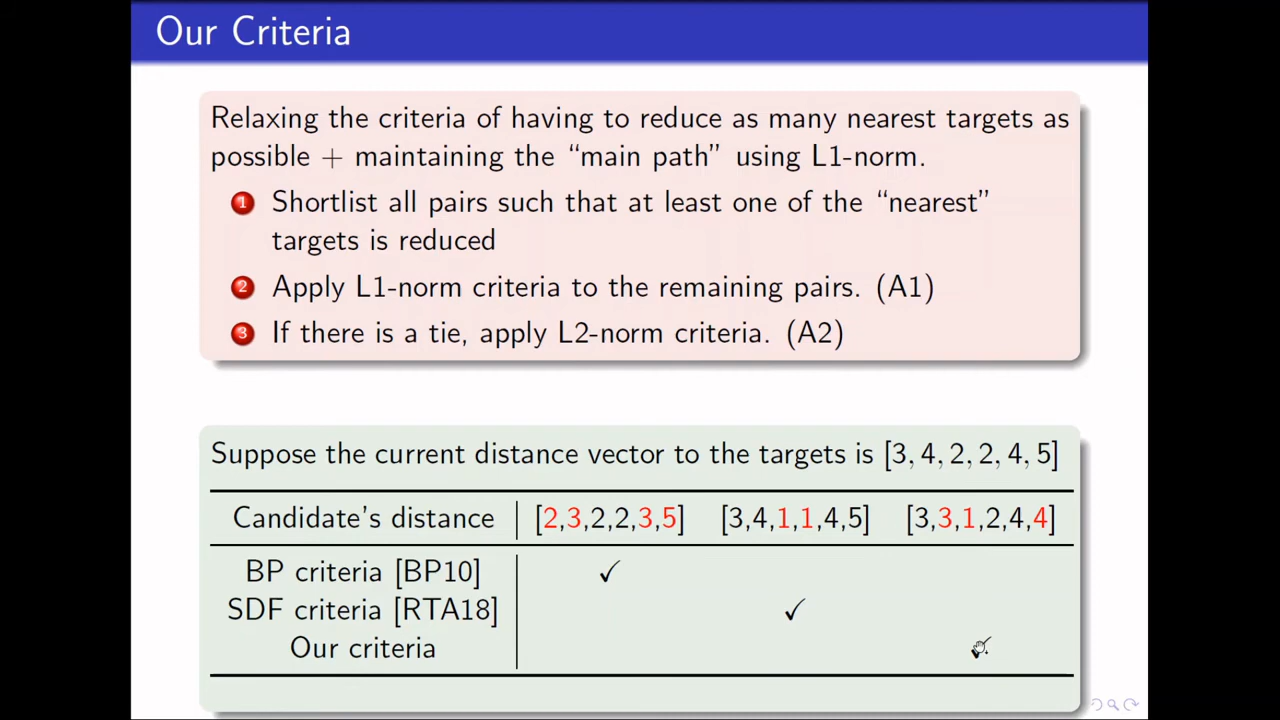 Our Criteria
Relaxing the criteria of having to reduce as many nearest targets as
possible + maintaining the “main path” using L1-norm.
1 Shortlist all pairs such that at least one of the “nearest”
targets is reduced
2 Apply L1-norm criteria to the remaining pairs. (A1)
3 If there is a tie, apply L2-norm criteria. (A2)
Suppose the current distance vector to the targets is [3, 4, 2, 2, 4, 5]
Candidate's distance [2,3,2,2,3,5] [3,4,1,1,4,5] [3,3,1,2,4,4]
BP criteria [BP10] ✓
SDF criteria [RTA18] ✓
Our criteria ✓